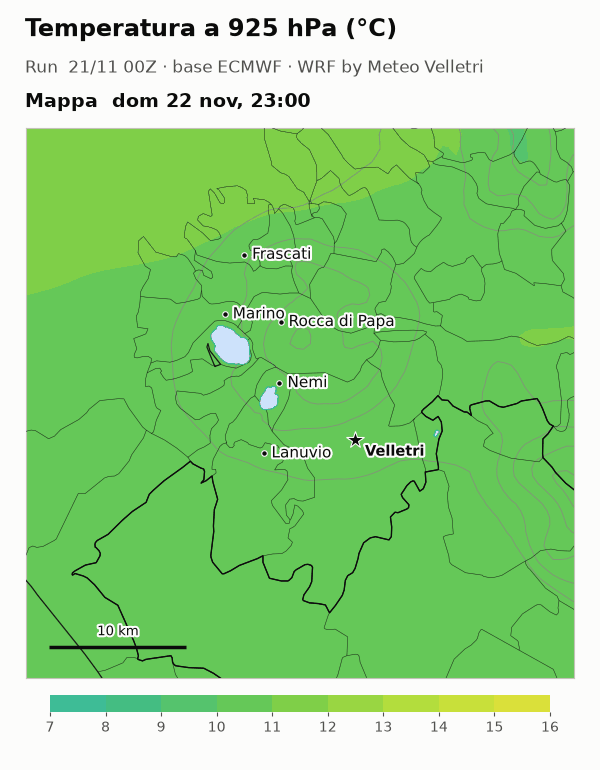 Temperatura a 925 hPa (°C)
Run  21/11 00Z · base ECMWF · WRF by Meteo Velletri
Mappa  dom 22 nov, 23:00
Frascati
Marino
Rocca di Papa
Nemi
Velletri
Lanuvio
10 km
7 8 9 10 11 12 13 14 15 16